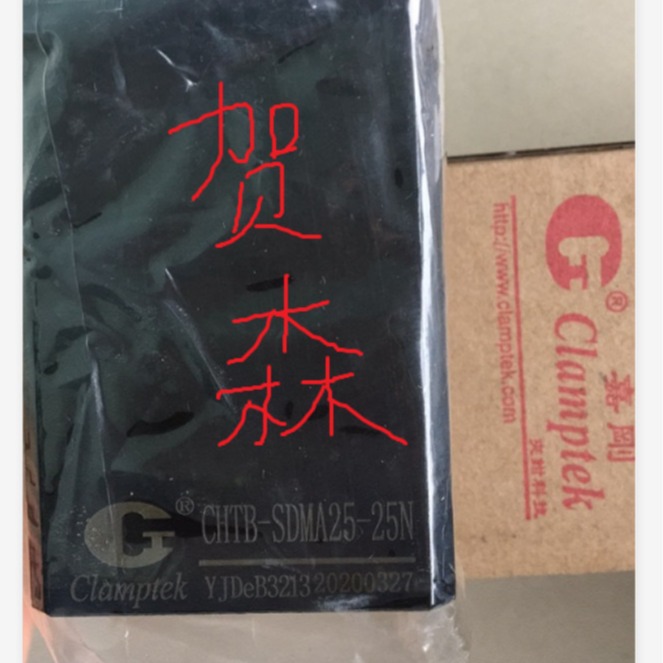 贺
森
CHTB-SDMA25-25N
Clamptek
YJDeB3213 20200327
嘉刚
Clamptek
http://www.clamptek.com